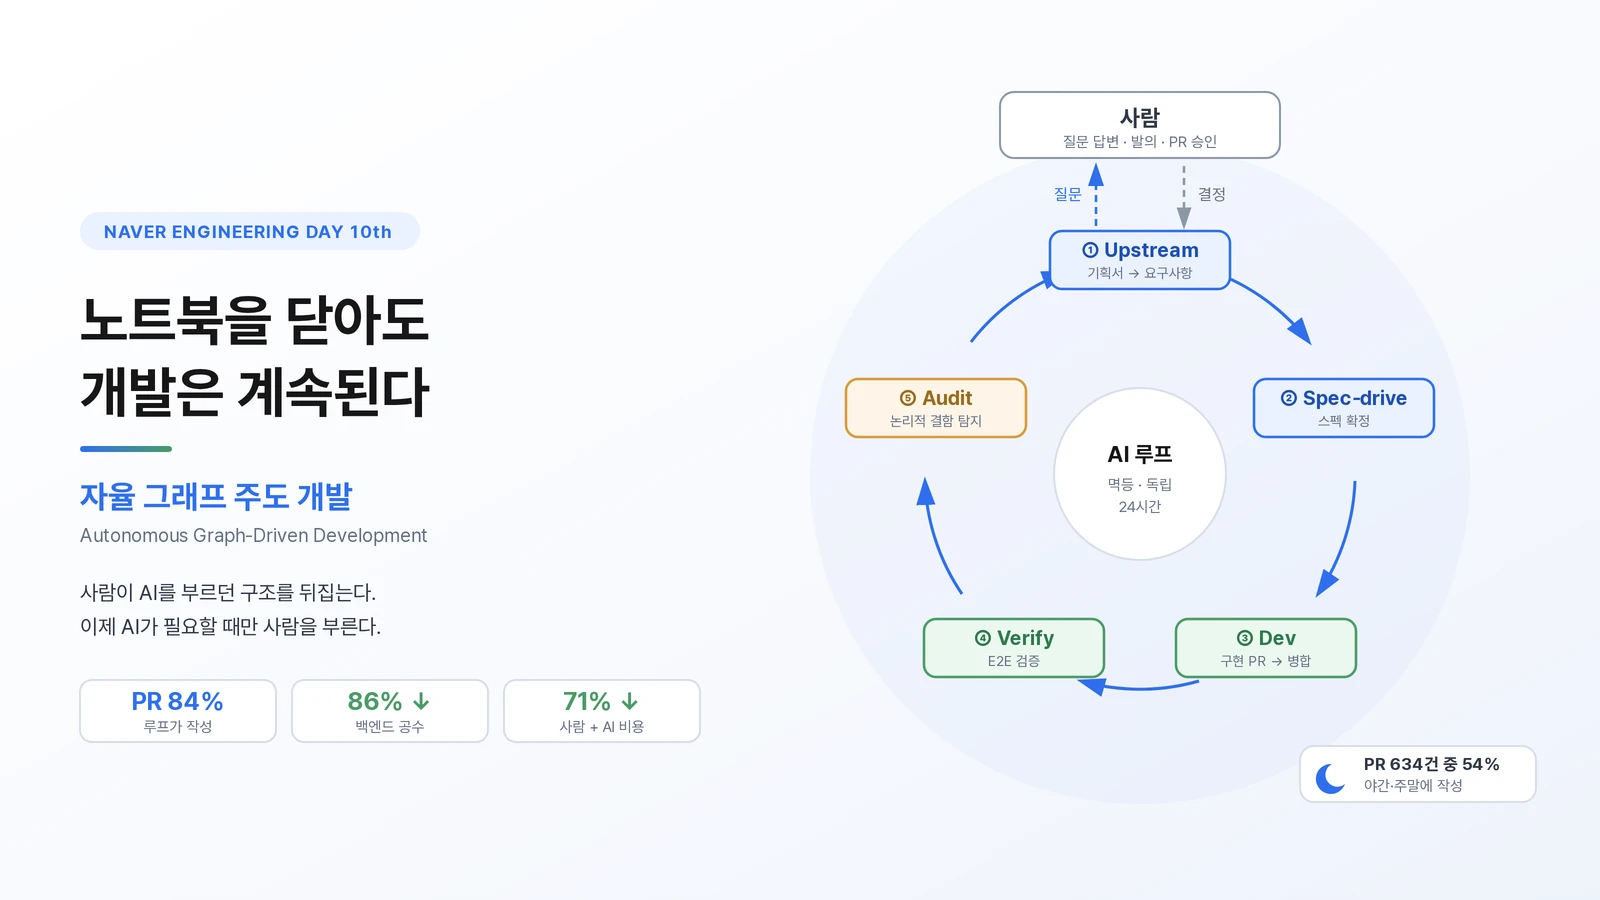 NAVER ENGINEERING DAY 10th
노트북을 닫아도
개발은 계속된다
자율 그래프 주도 개발
Autonomous Graph-Driven Development
사람이 AI를 부르던 구조를 뒤집는다.
이제 AI가 필요할 때만 사람을 부른다.
PR 84%
루프가 작성
86% ↓
백엔드 공수
71% ↓
사람 + AI 비용
사람
질문 답변 · 발의 · PR 승인
질문
결정
① Upstream
기획서 → 요구사항
② Spec-drive
스펙 확정
③ Dev
구현 PR → 병합
④ Verify
E2E 검증
⑤ Audit
논리적 결함 탐지
AI 루프
멱등 · 독립
24시간
PR 634건 중 54%
야간·주말에 작성